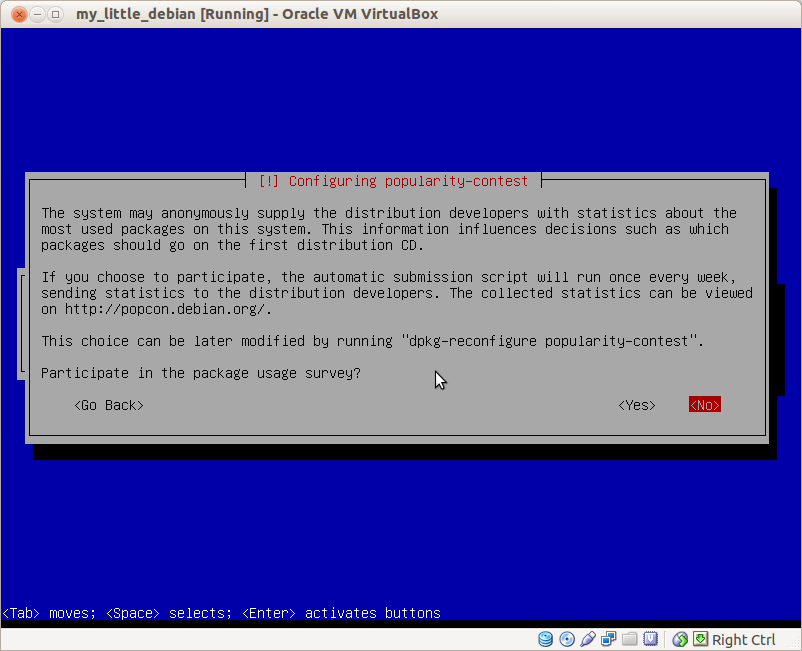 my_little_debian [Running] - Oracle VM VirtualBox
[!] Configuring popularity-contest
The system may anonymously supply the distribution developers with statistics about the
most used packages on this system. This information influences decisions such as which
packages should go on the first distribution CD.
If you choose to participate, the automatic submission script will run once every week,
sending statistics to the distribution developers. The collected statistics can be viewed
on http://popcon.debian.org/.
This choice can be later modified by running "dpkg-reconfigure popularity-contest".
Participate in the package usage survey?
<Go Back> <Yes> <No>
<Tab> moves; <Space> selects; <Enter> activates buttons
Right Ctrl